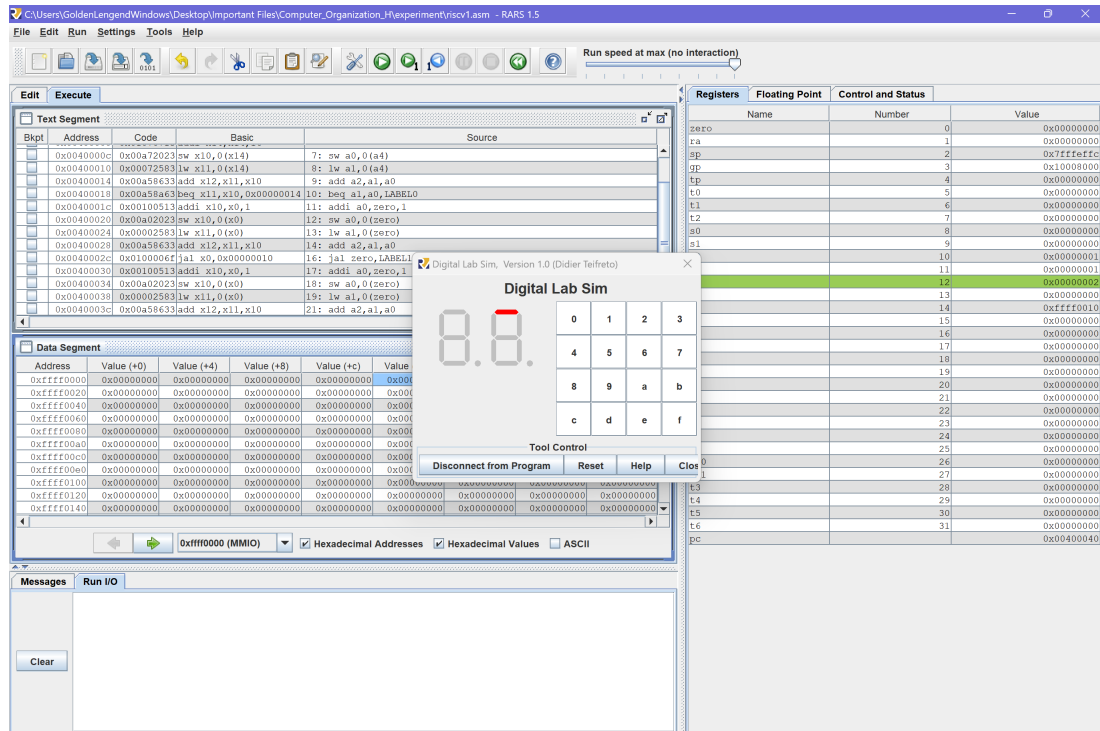 C:\Users\GoldenLengendWindows\Desktop\Important Files\Computer_Organization_H\experiment\riscv1.asm - RARS 1.5
File Edit Run Settings Tools Help
Run speed at max (no interaction)
Edit Execute
Text Segment
Bkpt Address Code Basic Source
0x0040000c 0x00a72023 sw x10,0(x14) 7: sw a0,0(a4)
0x00400010 0x00072583 lw x11,0(x14) 8: lw a1,0(a4)
0x00400014 0x00a58633 add x12,x11,x10 9: add a2,a1,a0
0x00400018 0x00a58a63 beq x11,x10,0x00000014 10: beq a1,a0,LABEL0
0x0040001c 0x00100513 addi x10,x0,1 11: addi a0,zero,1
0x00400020 0x00a02023 sw x10,0(x0) 12: sw a0,0(zero)
0x00400024 0x00002583 lw x11,0(x0) 13: lw a1,0(zero)
0x00400028 0x00a58633 add x12,x11,x10 14: add a2,a1,a0
0x0040002c 0x0100006f jal x0,0x00000010 16: jal zero,LABEL1
0x00400030 0x00100513 addi x10,x0,1 17: addi a0,zero,1
0x00400034 0x00a02023 sw x10,0(x0) 18: sw a0,0(zero)
0x00400038 0x00002583 lw x11,0(x0) 19: lw a1,0(zero)
0x0040003c 0x00a58633 add x12,x11,x10 21: add a2,a1,a0
Data Segment
Address Value (+0) Value (+4) Value (+8) Value (+c) Value
0xffff0000 0x00000000 0x00000000 0x00000000 0x00000000 0x000
0xffff0020 0x00000000 0x00000000 0x00000000 0x00000000 0x000
0xffff0040 0x00000000 0x00000000 0x00000000 0x00000000 0x000
0xffff0060 0x00000000 0x00000000 0x00000000 0x00000000 0x000
0xffff0080 0x00000000 0x00000000 0x00000000 0x00000000 0x000
0xffff00a0 0x00000000 0x00000000 0x00000000 0x00000000 0x000
0xffff00c0 0x00000000 0x00000000 0x00000000 0x00000000 0x000
0xffff00e0 0x00000000 0x00000000 0x00000000 0x00000000 0x000
0xffff0100 0x00000000 0x00000000 0x00000000 0x00000000
0xffff0120 0x00000000 0x00000000 0x00000000 0x00000000 0x00000000 0x00000000 0x00000000 0x00000000
0xffff0140 0x00000000 0x00000000 0x00000000 0x00000000 0x00000000 0x00000000 0x00000000 0x00000000
0xffff0000 (MMIO) Hexadecimal Addresses Hexadecimal Values ASCII
Messages Run I/O
Clear
Digital Lab Sim, Version 1.0 (Didier Teifreto)
Digital Lab Sim
0 1 2 3
4 5 6 7
8 9 a b
c d e f
Tool Control
Disconnect from Program Reset Help Clos
Registers Floating Point Control and Status
Name Number Value
zero 0 0x00000000
ra 1 0x00000000
sp 2 0x7fffeffc
gp 3 0x10008000
tp 4 0x00000000
t0 5 0x00000000
t1 6 0x00000000
t2 7 0x00000000
s0 8 0x00000000
s1 9 0x00000000
10 0x00000001
11 0x00000001
12 0x00000002
13 0x00000000
14 0xffff0010
15 0x00000000
16 0x00000000
17 0x00000000
18 0x00000000
19 0x00000000
20 0x00000000
21 0x00000000
22 0x00000000
23 0x00000000
24 0x00000000
25 0x00000000
0 26 0x00000000
1 27 0x00000000
t3 28 0x00000000
t4 29 0x00000000
t5 30 0x00000000
t6 31 0x00000000
pc 0x00400040